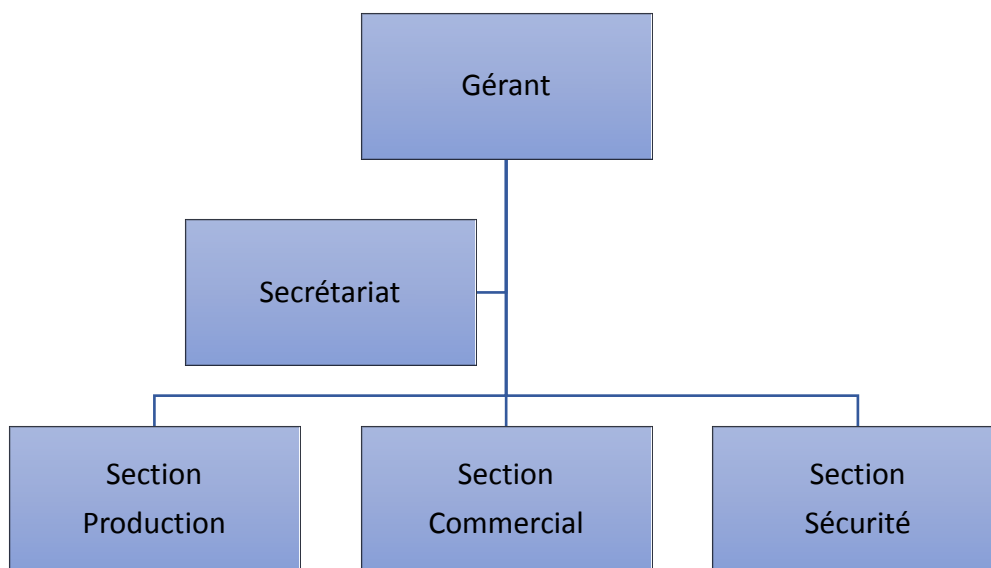 Gérant
Secrétariat
Section
Production
Section
Commercial
Section
Sécurité